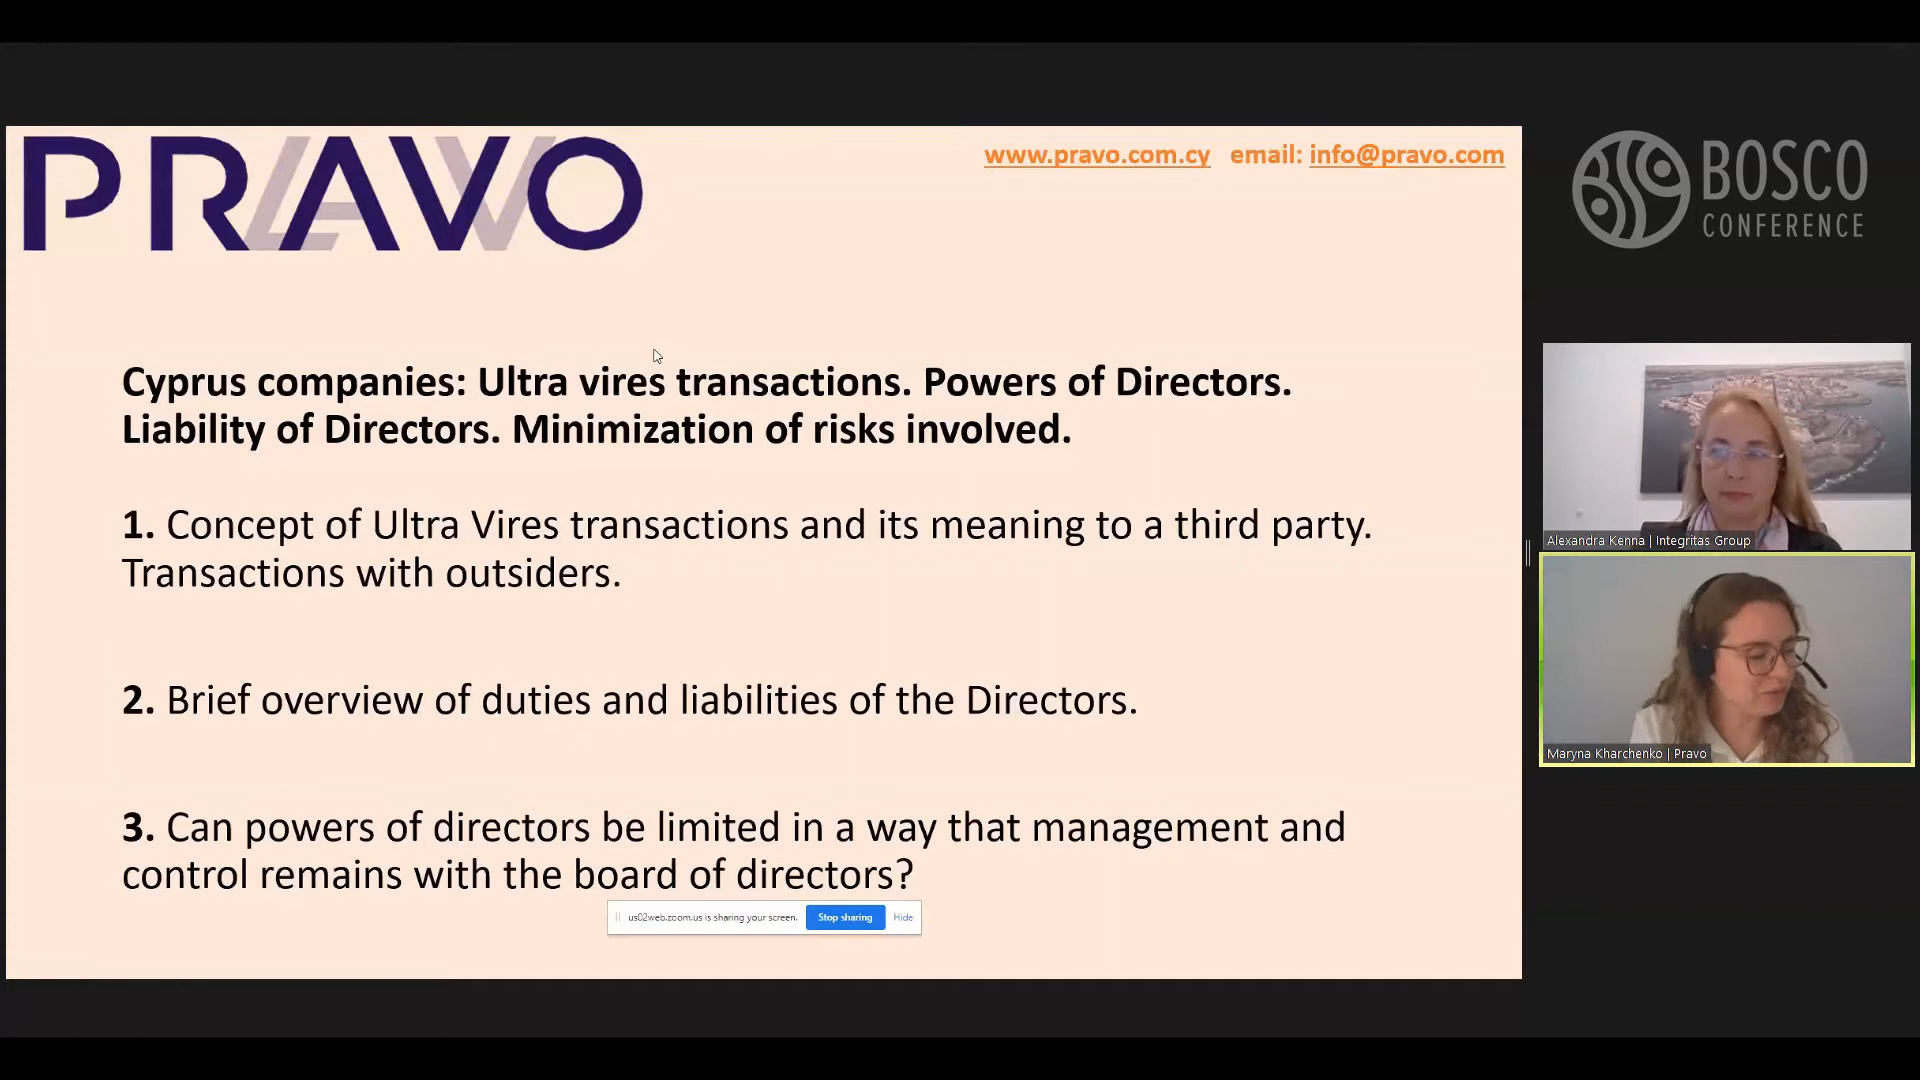 PRAVO
LAW
www.pravo.com.cy email: info@pravo.com
BOSCO
CONFERENCE
Cyprus companies: Ultra vires transactions. Powers of Directors.
Liability of Directors. Minimization of risks involved.
1. Concept of Ultra Vires transactions and its meaning to a third party.
Transactions with outsiders.
2. Brief overview of duties and liabilities of the Directors.
3. Can powers of directors be limited in a way that management and
control remains with the board of directors?
us02web.zoom.us is sharing your screen. Stop sharing Hide
Alexandra Kenna | Integritas Group
Maryna Kharchenko | Pravo